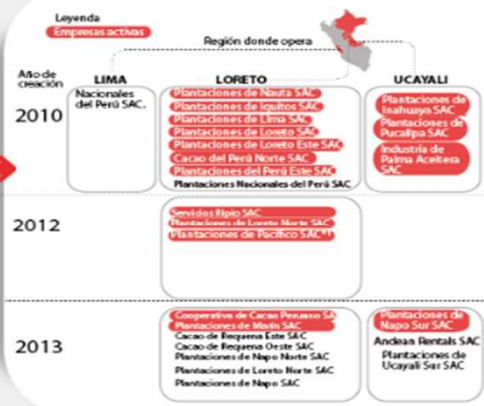 Leyenda
Empresas activas
Región donde opera
Año de
creación
LIMA
LORETO
UCAYALI
2010
Nacionales
del Perú SAC.
Plantaciones de Nauta SAC
Plantaciones de Iquitos SAC
Plantaciones de Lima SAC
Plantaciones de Loreto SAC
Plantaciones de Loreto Este SAC
Cacao del Perú Norte SAC
Plantaciones del Perú Este SAC
Plantaciones Nacionales del Perú SAC
Plantaciones de
Inahuaya SAC
Plantaciones de
Pucallpa SAC
Industria de
Palma Aceitera
SAC
2012
Servicios Ripio SAC
Plantaciones de Loreto Norte SAC
Plantaciones de Pacífico SAC
2013
Cooperativa de Cacao Peruano SA
Plantaciones de Marín SAC
Cacao de Requena Este SAC
Cacao de Requena Oeste SAC
Plantaciones de Napo Norte SAC
Plantaciones de Loreto Norte SAC
Plantaciones de Napo SAC
Plantaciones de
Napo Sur SAC
Andean Rentals SAC
Plantaciones de
Ucayali Sur SAC